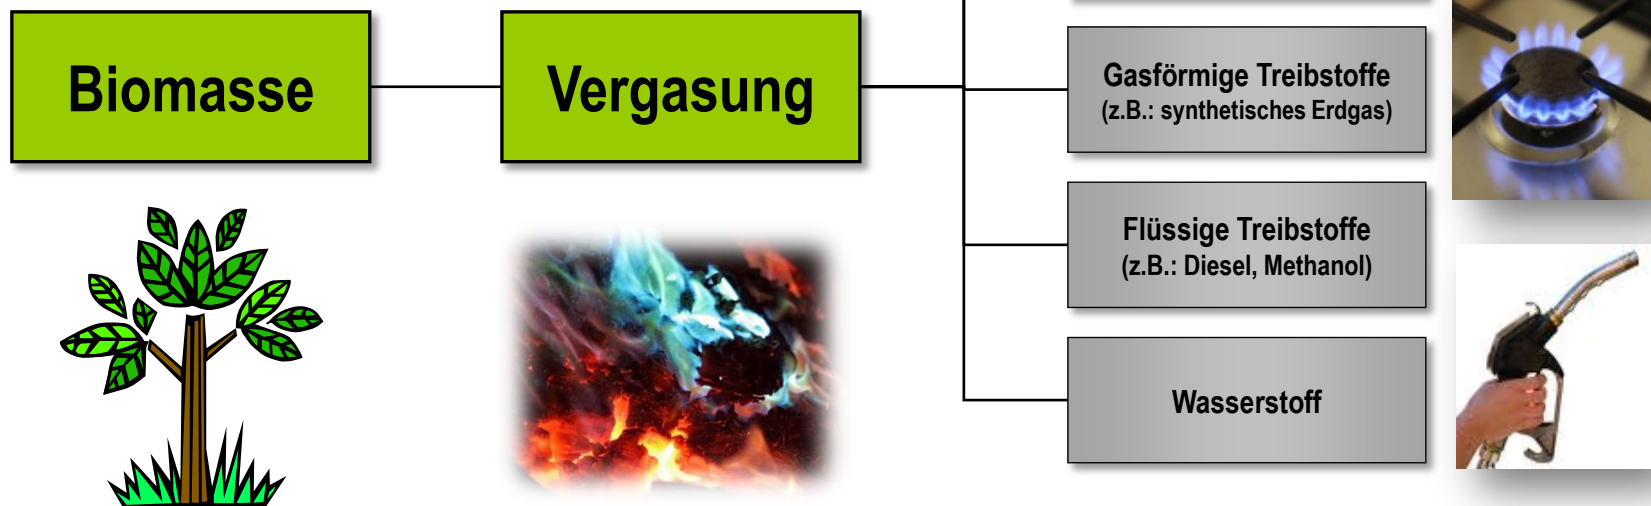 Biomasse
Vergasung
Gasförmige Treibstoffe
(z.B.: synthetisches Erdgas)
Flüssige Treibstoffe
(z.B.: Diesel, Methanol)
Wasserstoff